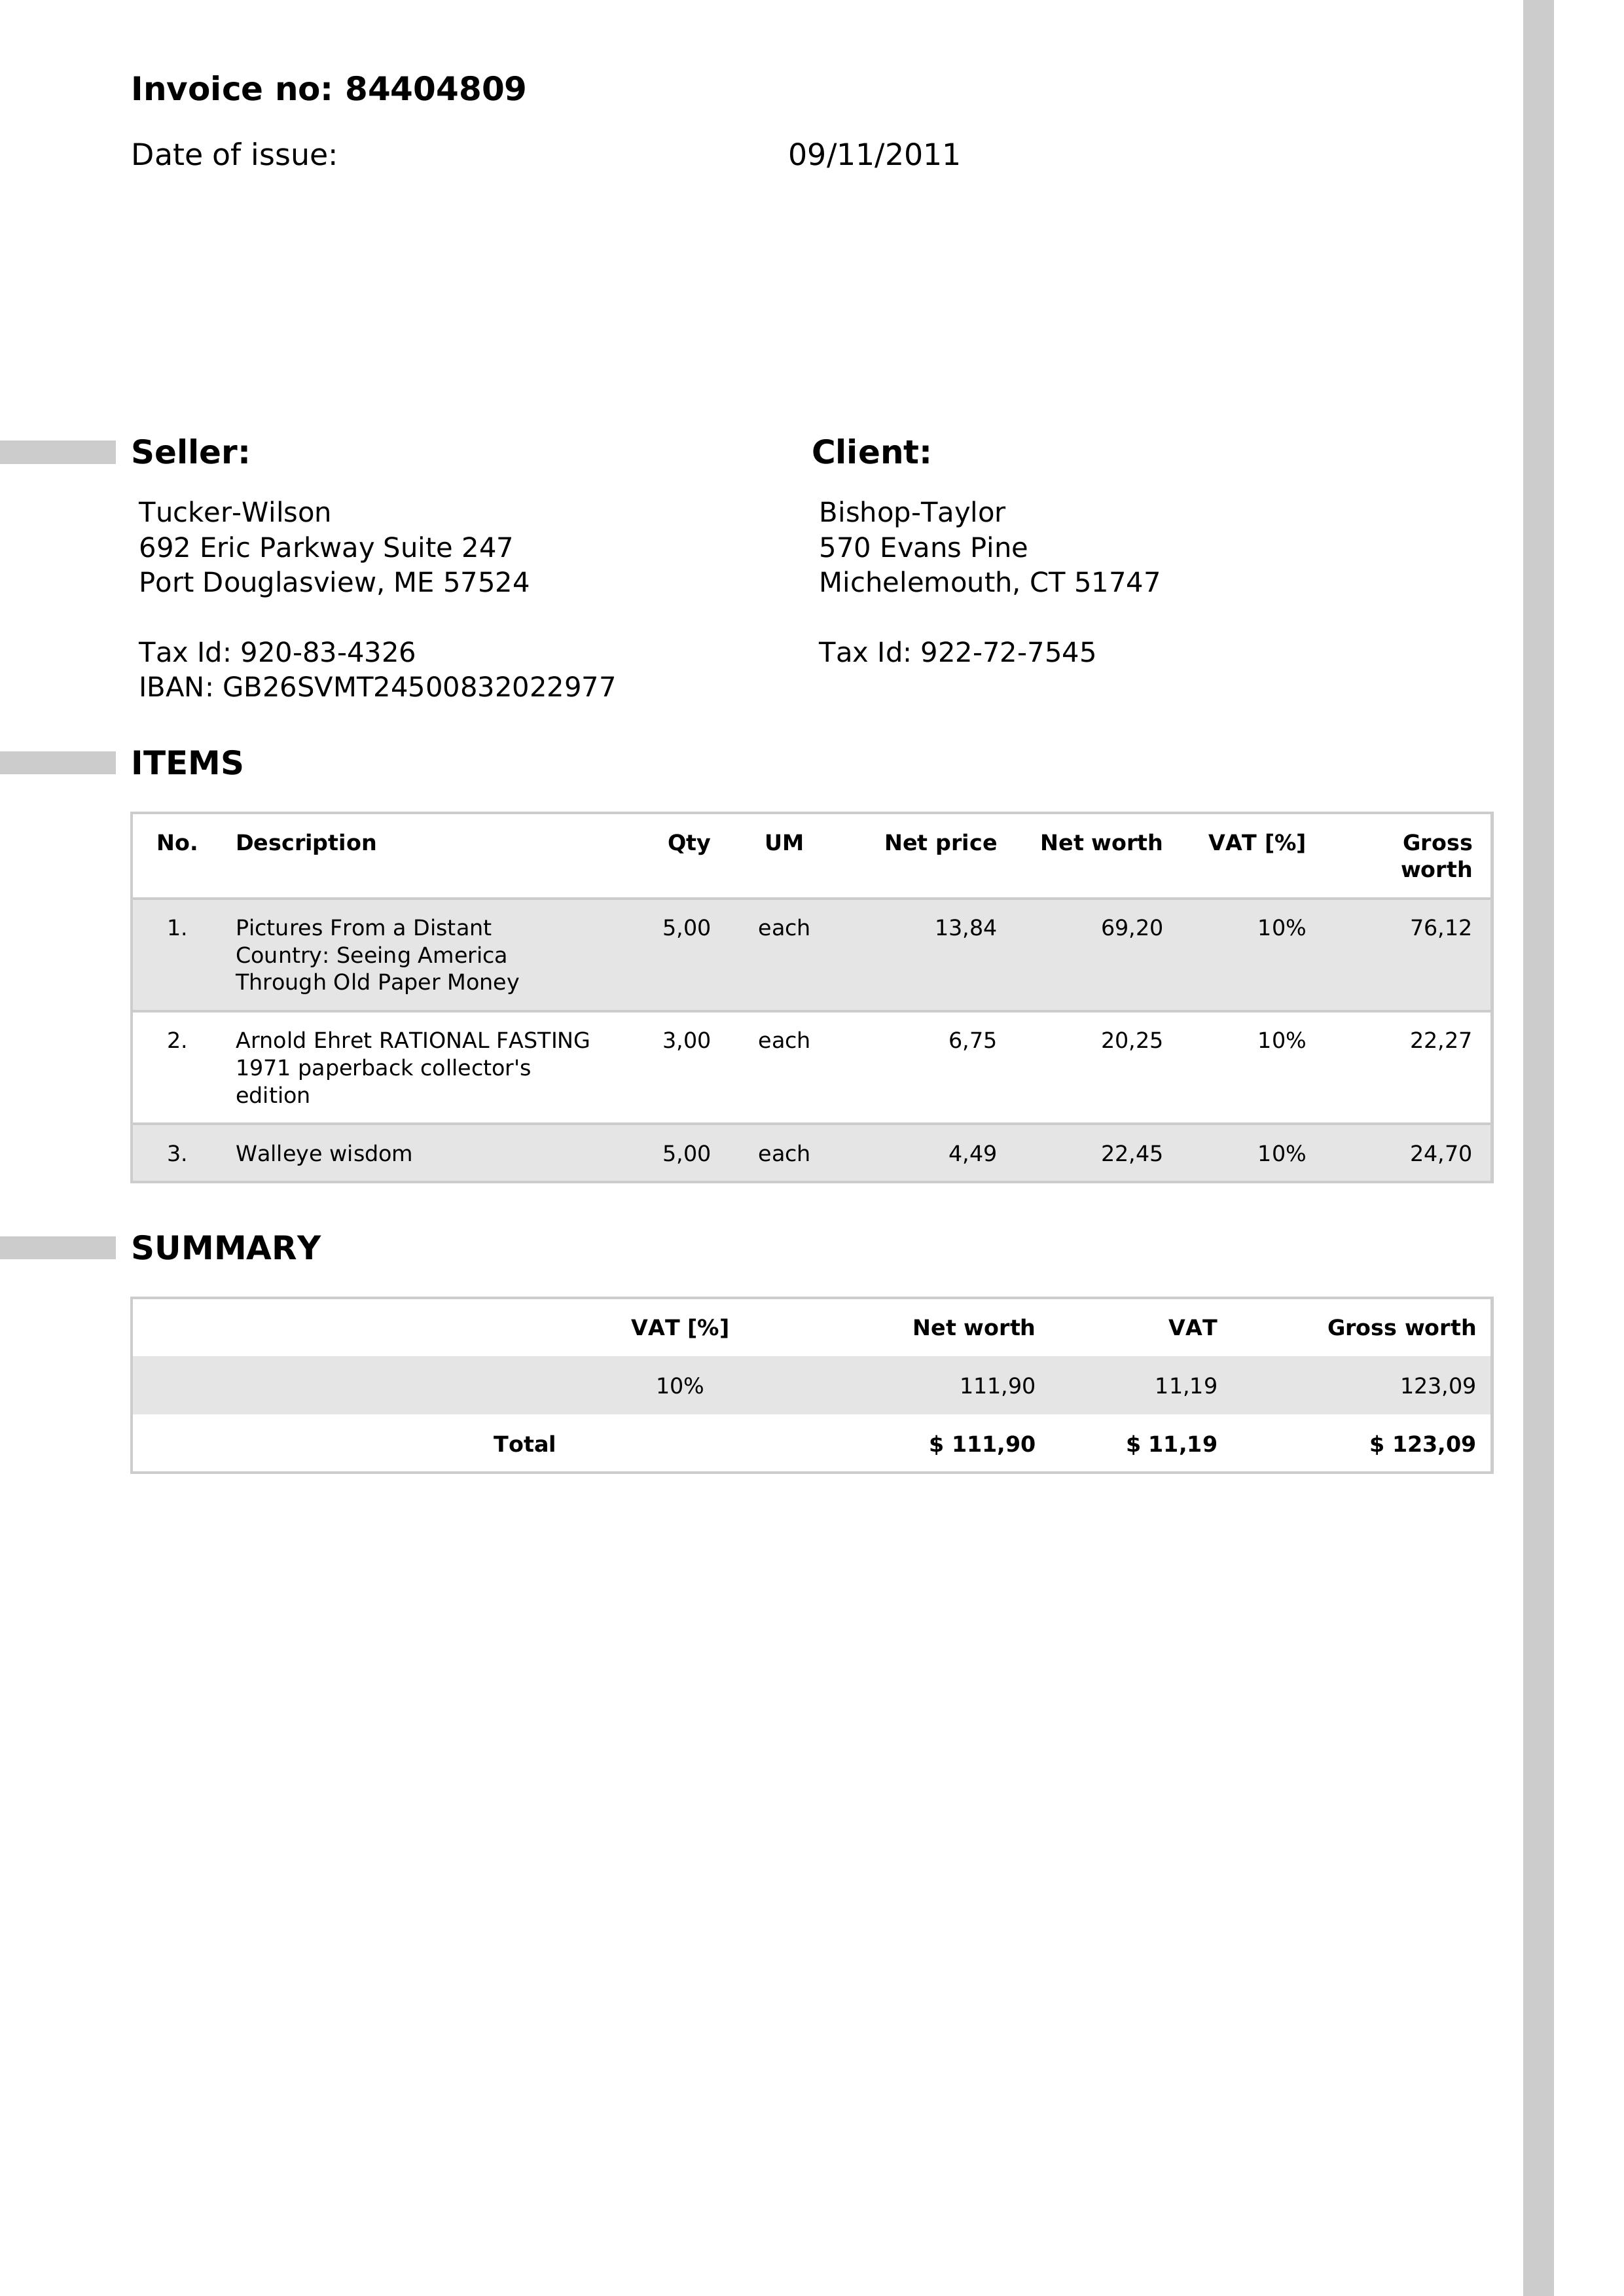 Invoice no: 84404809
Date of issue: 09/11/2011
Seller:
Tucker-Wilson
692 Eric Parkway Suite 247
Port Douglasview, ME 57524
Tax Id: 920-83-4326
IBAN: GB26SVMT24500832022977
Client:
Bishop-Taylor
570 Evans Pine
Michelemouth, CT 51747
Tax Id: 922-72-7545
ITEMS
No. Description Qty UM Net price Net worth VAT [%] Gross
worth
1. Pictures From a Distant 5,00 each 13,84 69,20 10% 76,12
Country: Seeing America
Through Old Paper Money
2. Arnold Ehret RATIONAL FASTING 3,00 each 6,75 20,25 10% 22,27
1971 paperback collector's
edition
3. Walleye wisdom 5,00 each 4,49 22,45 10% 24,70
SUMMARY
VAT [%] Net worth VAT Gross worth
10% 111,90 11,19 123,09
Total $ 111,90 $ 11,19 $ 123,09